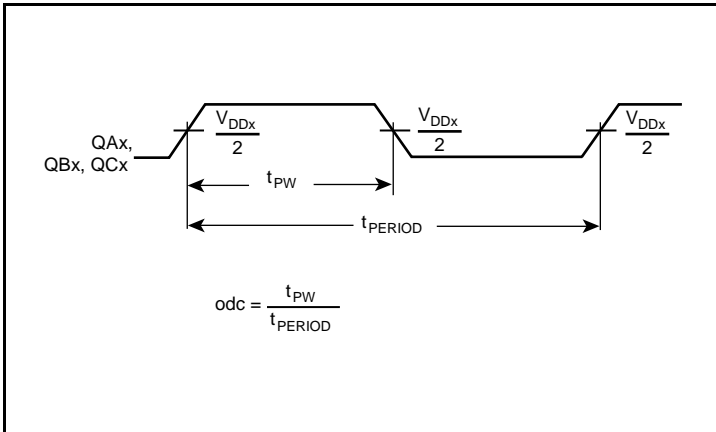 QAx,
QBx, QCx
VDDx
2
VDDx
2
VDDx
2
tPW
tPERIOD
odc = tPW
tPERIOD